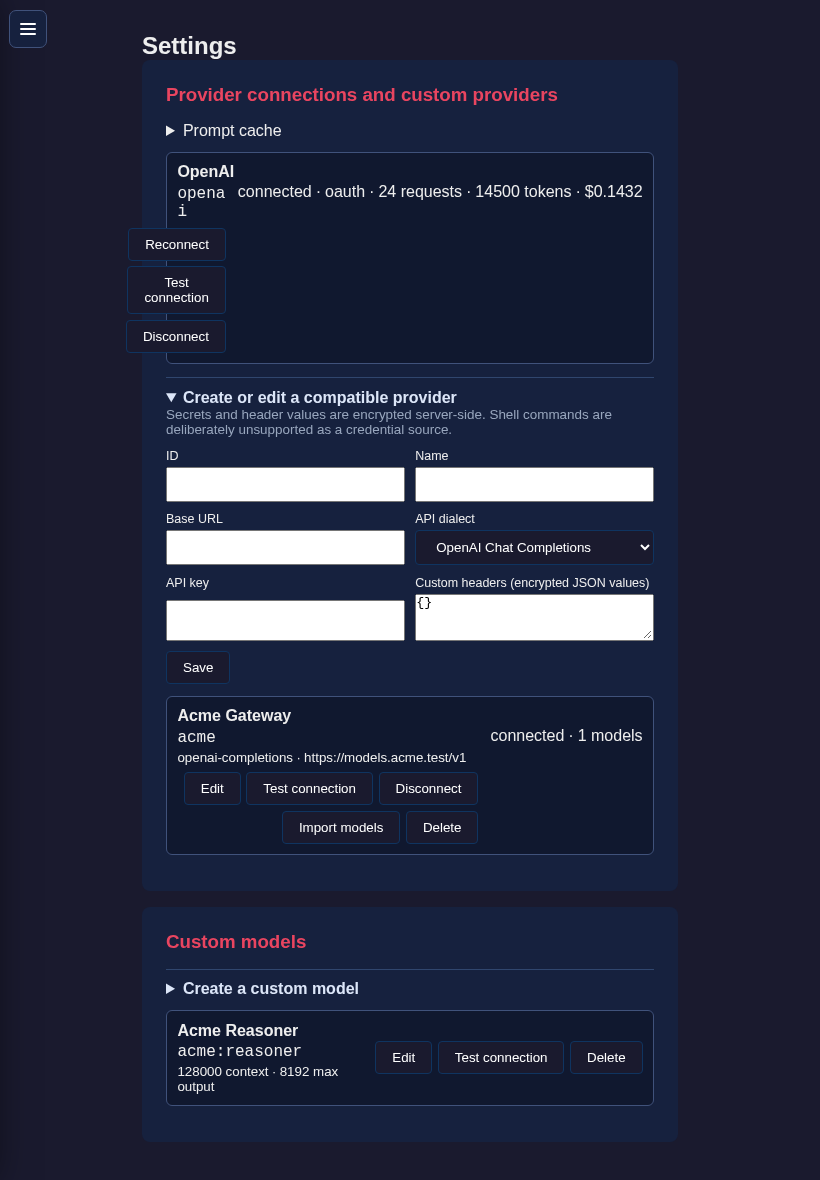 Settings
Provider connections and custom providers
Prompt cache
OpenAI
opena
i
connected · oauth · 24 requests · 14500 tokens · $0.1432
Reconnect
Test
connection
Disconnect
Create or edit a compatible provider
Secrets and header values are encrypted server-side. Shell commands are
deliberately unsupported as a credential source.
ID
Name
Base URL
API dialect
OpenAI Chat Completions
API key
Custom headers (encrypted JSON values)
{}
Save
Acme Gateway
acme
connected · 1 models
openai-completions · https://models.acme.test/v1
Edit
Test connection
Disconnect
Import models
Delete
Custom models
Create a custom model
Acme Reasoner
acme:reasoner
128000 context · 8192 max
output
Edit
Test connection
Delete